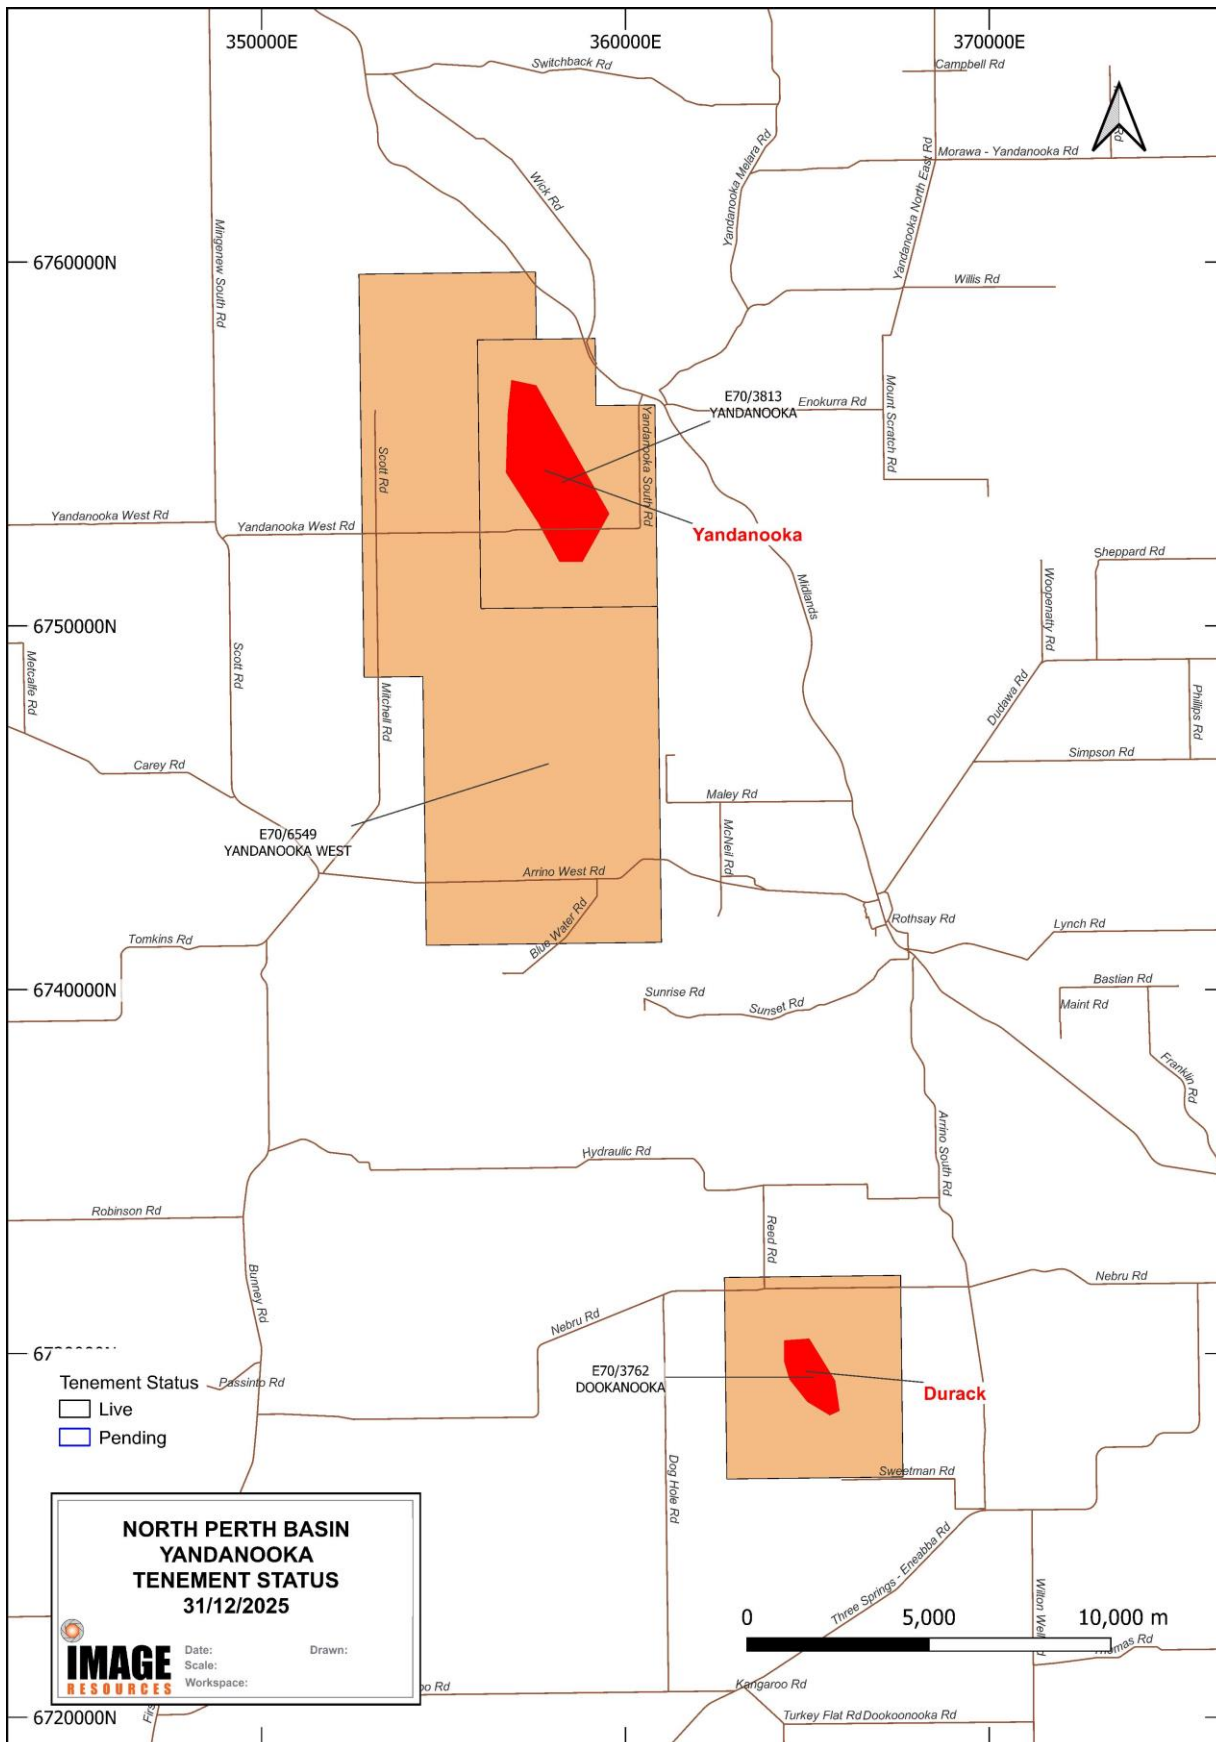 350000E
360000E
370000E
Switchback Rd
Campbell Rd
Rd
Yandanooka Melara Rd
Morawa - Yandanooka Rd
Wick Rd
Yandanooka North East Rd
Mingenew South Rd
6760000N
Willis Rd
E70/3813
YANDANOOKA
Enokurra Rd
Mount Scratch Rd
Scott Rd
Yandanooka South Rd
Yandanooka West Rd
Yandanooka West Rd
Yandanooka
Sheppard Rd
Midlands
Woopenatty Rd
6750000N
Metcalfe Rd
Scott Rd
Mitchell Rd
Dudawa Rd
Phillips Rd
Simpson Rd
Carey Rd
Maley Rd
McNeil Rd
E70/6549
YANDANOOKA WEST
Arrino West Rd
Blue Water Rd
Rothsay Rd
Lynch Rd
Tomkins Rd
Bastian Rd
6740000N
Sunrise Rd
Sunset Rd
Maint Rd
Franklin Rd
Arrino South Rd
Hydraulic Rd
Robinson Rd
Reed Rd
Bunney Rd
Nebru Rd
Nebru Rd
E70/3762
DOOKANOOKA
Durack
Tenement Status
Passinto Rd
Live
Pending
Dog Hole Rd
Sweetman Rd
Three Springs - Eneabba Rd
NORTH PERTH BASIN
YANDANOOKA
TENEMENT STATUS
31/12/2025
Date:
Drawn:
Scale:
Workspace:
IMAGE
RESOURCES
0
5,000
10,000 m
Kangaroo Rd
Turkey Flat Rd
Dookoonooka Rd
6720000N